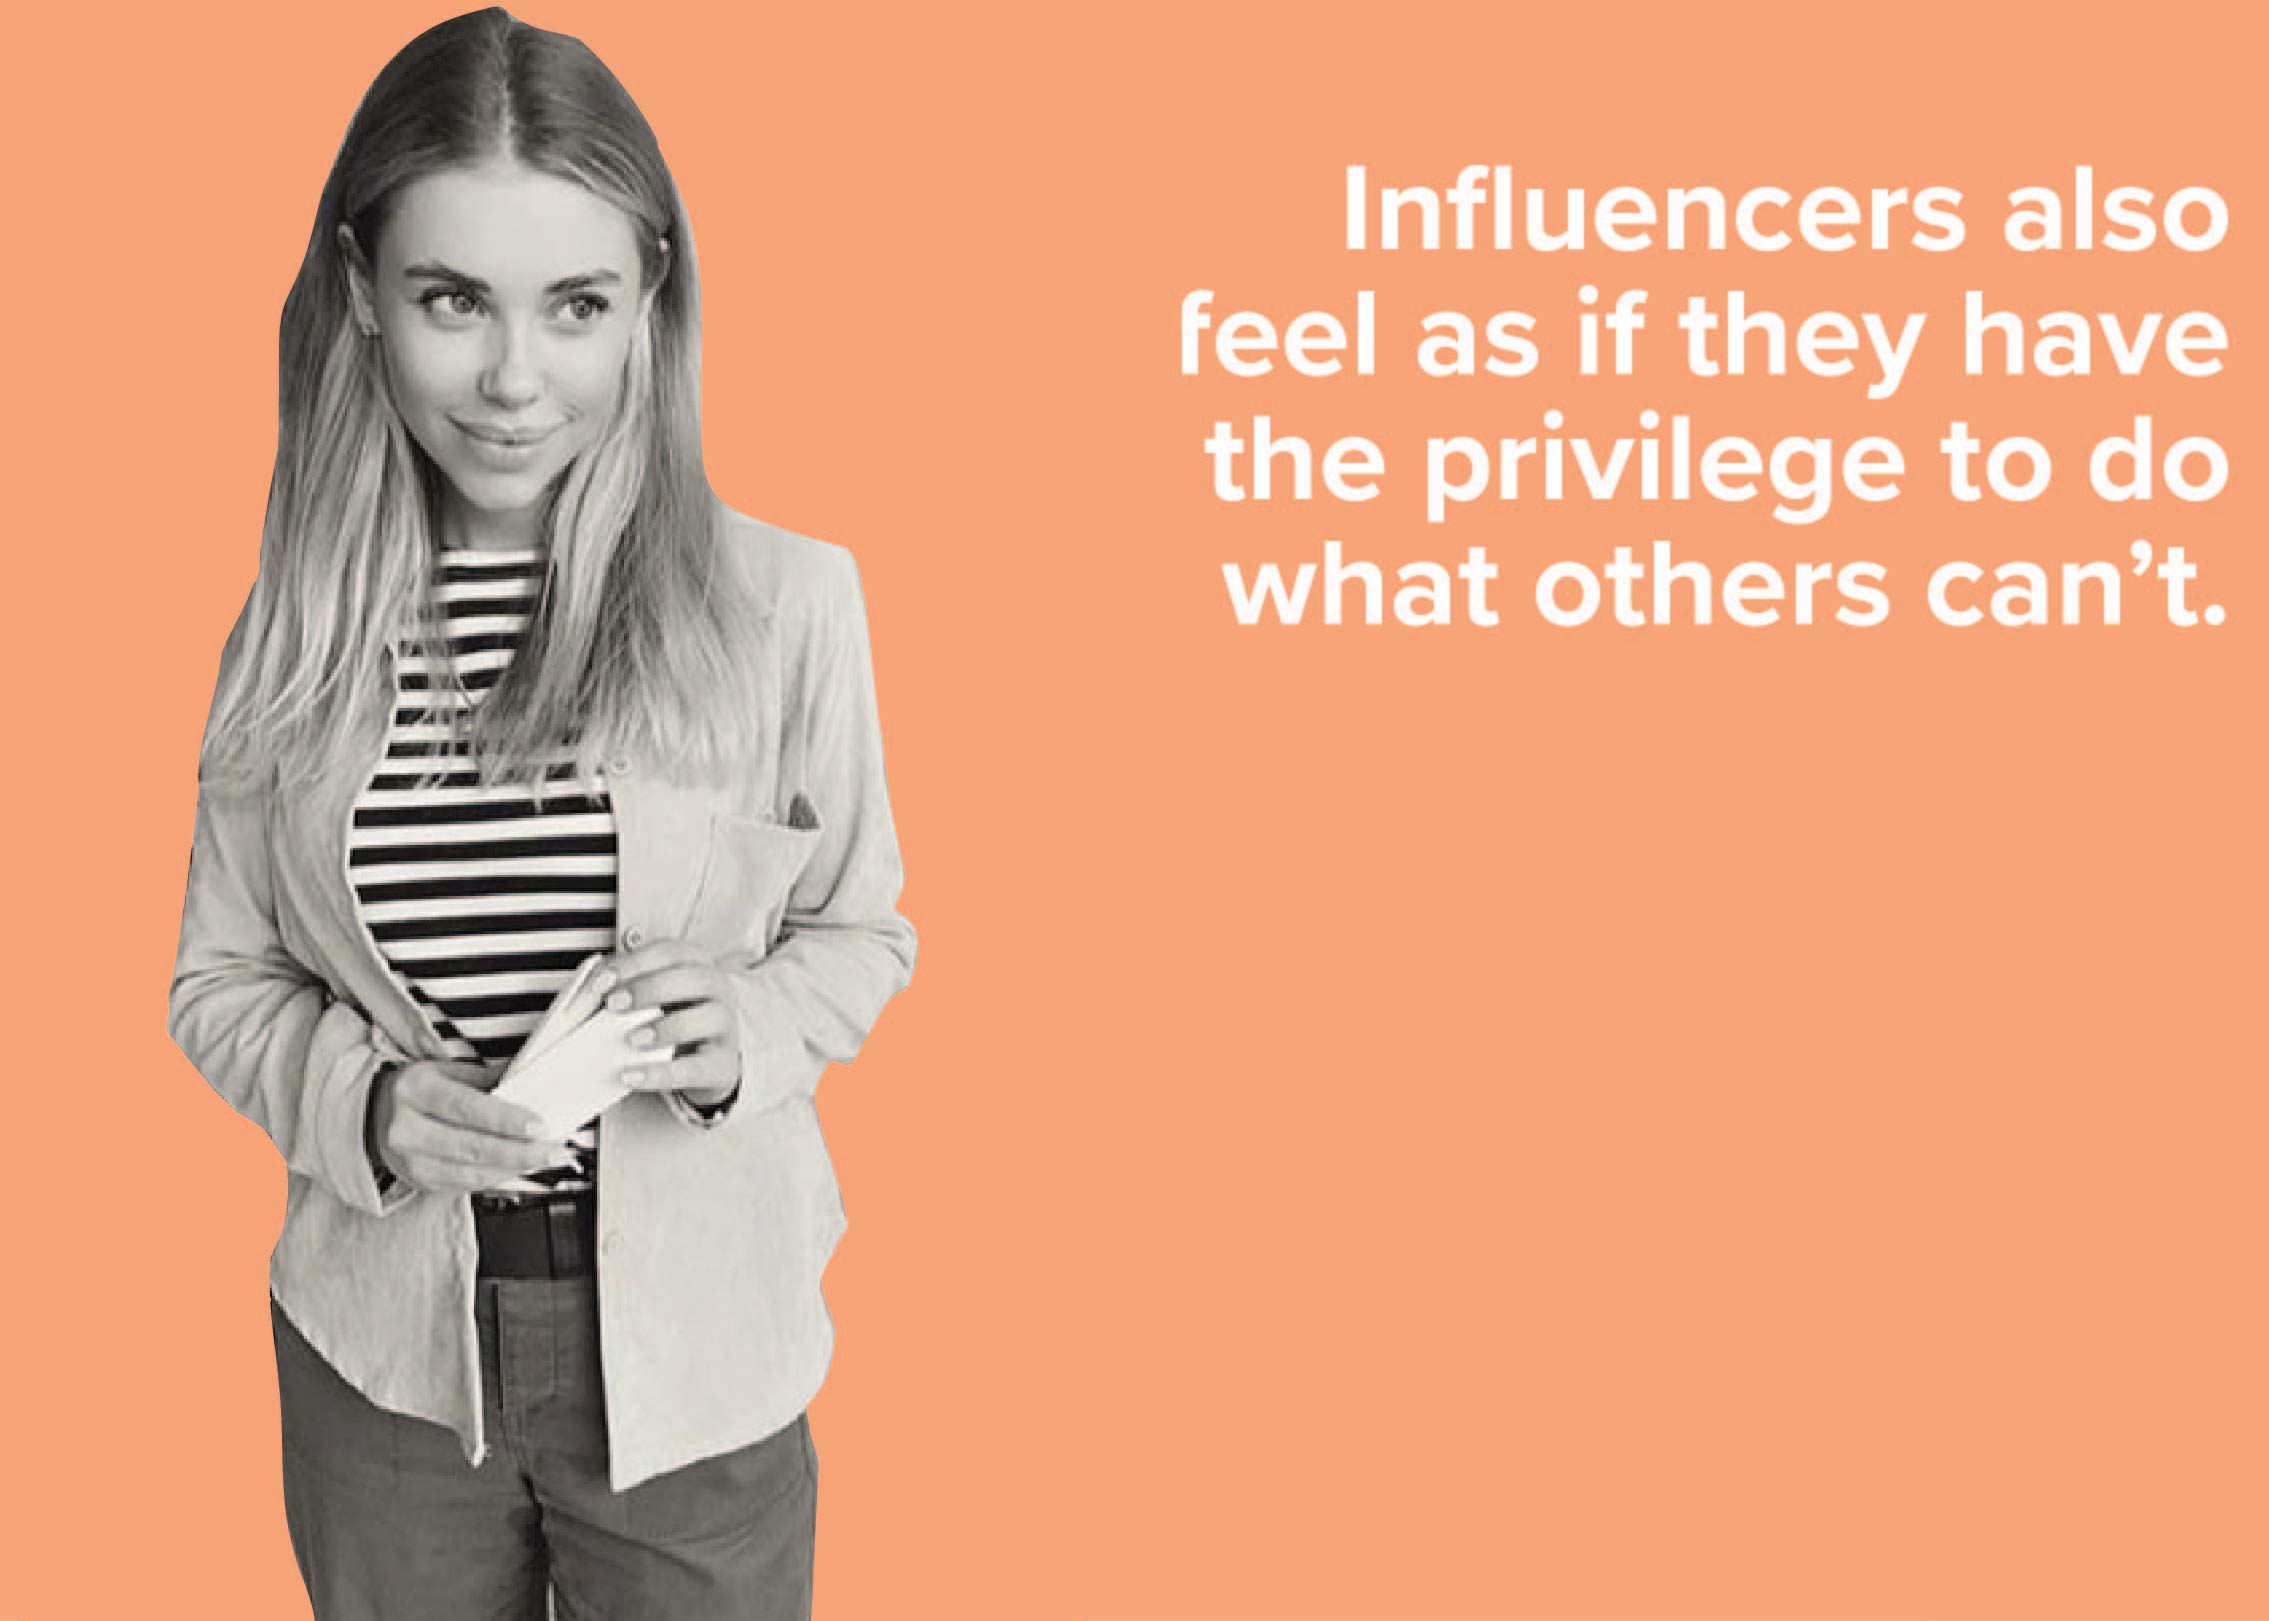 Influencers also
feel as if they have
the privilege to do
what others can’t.